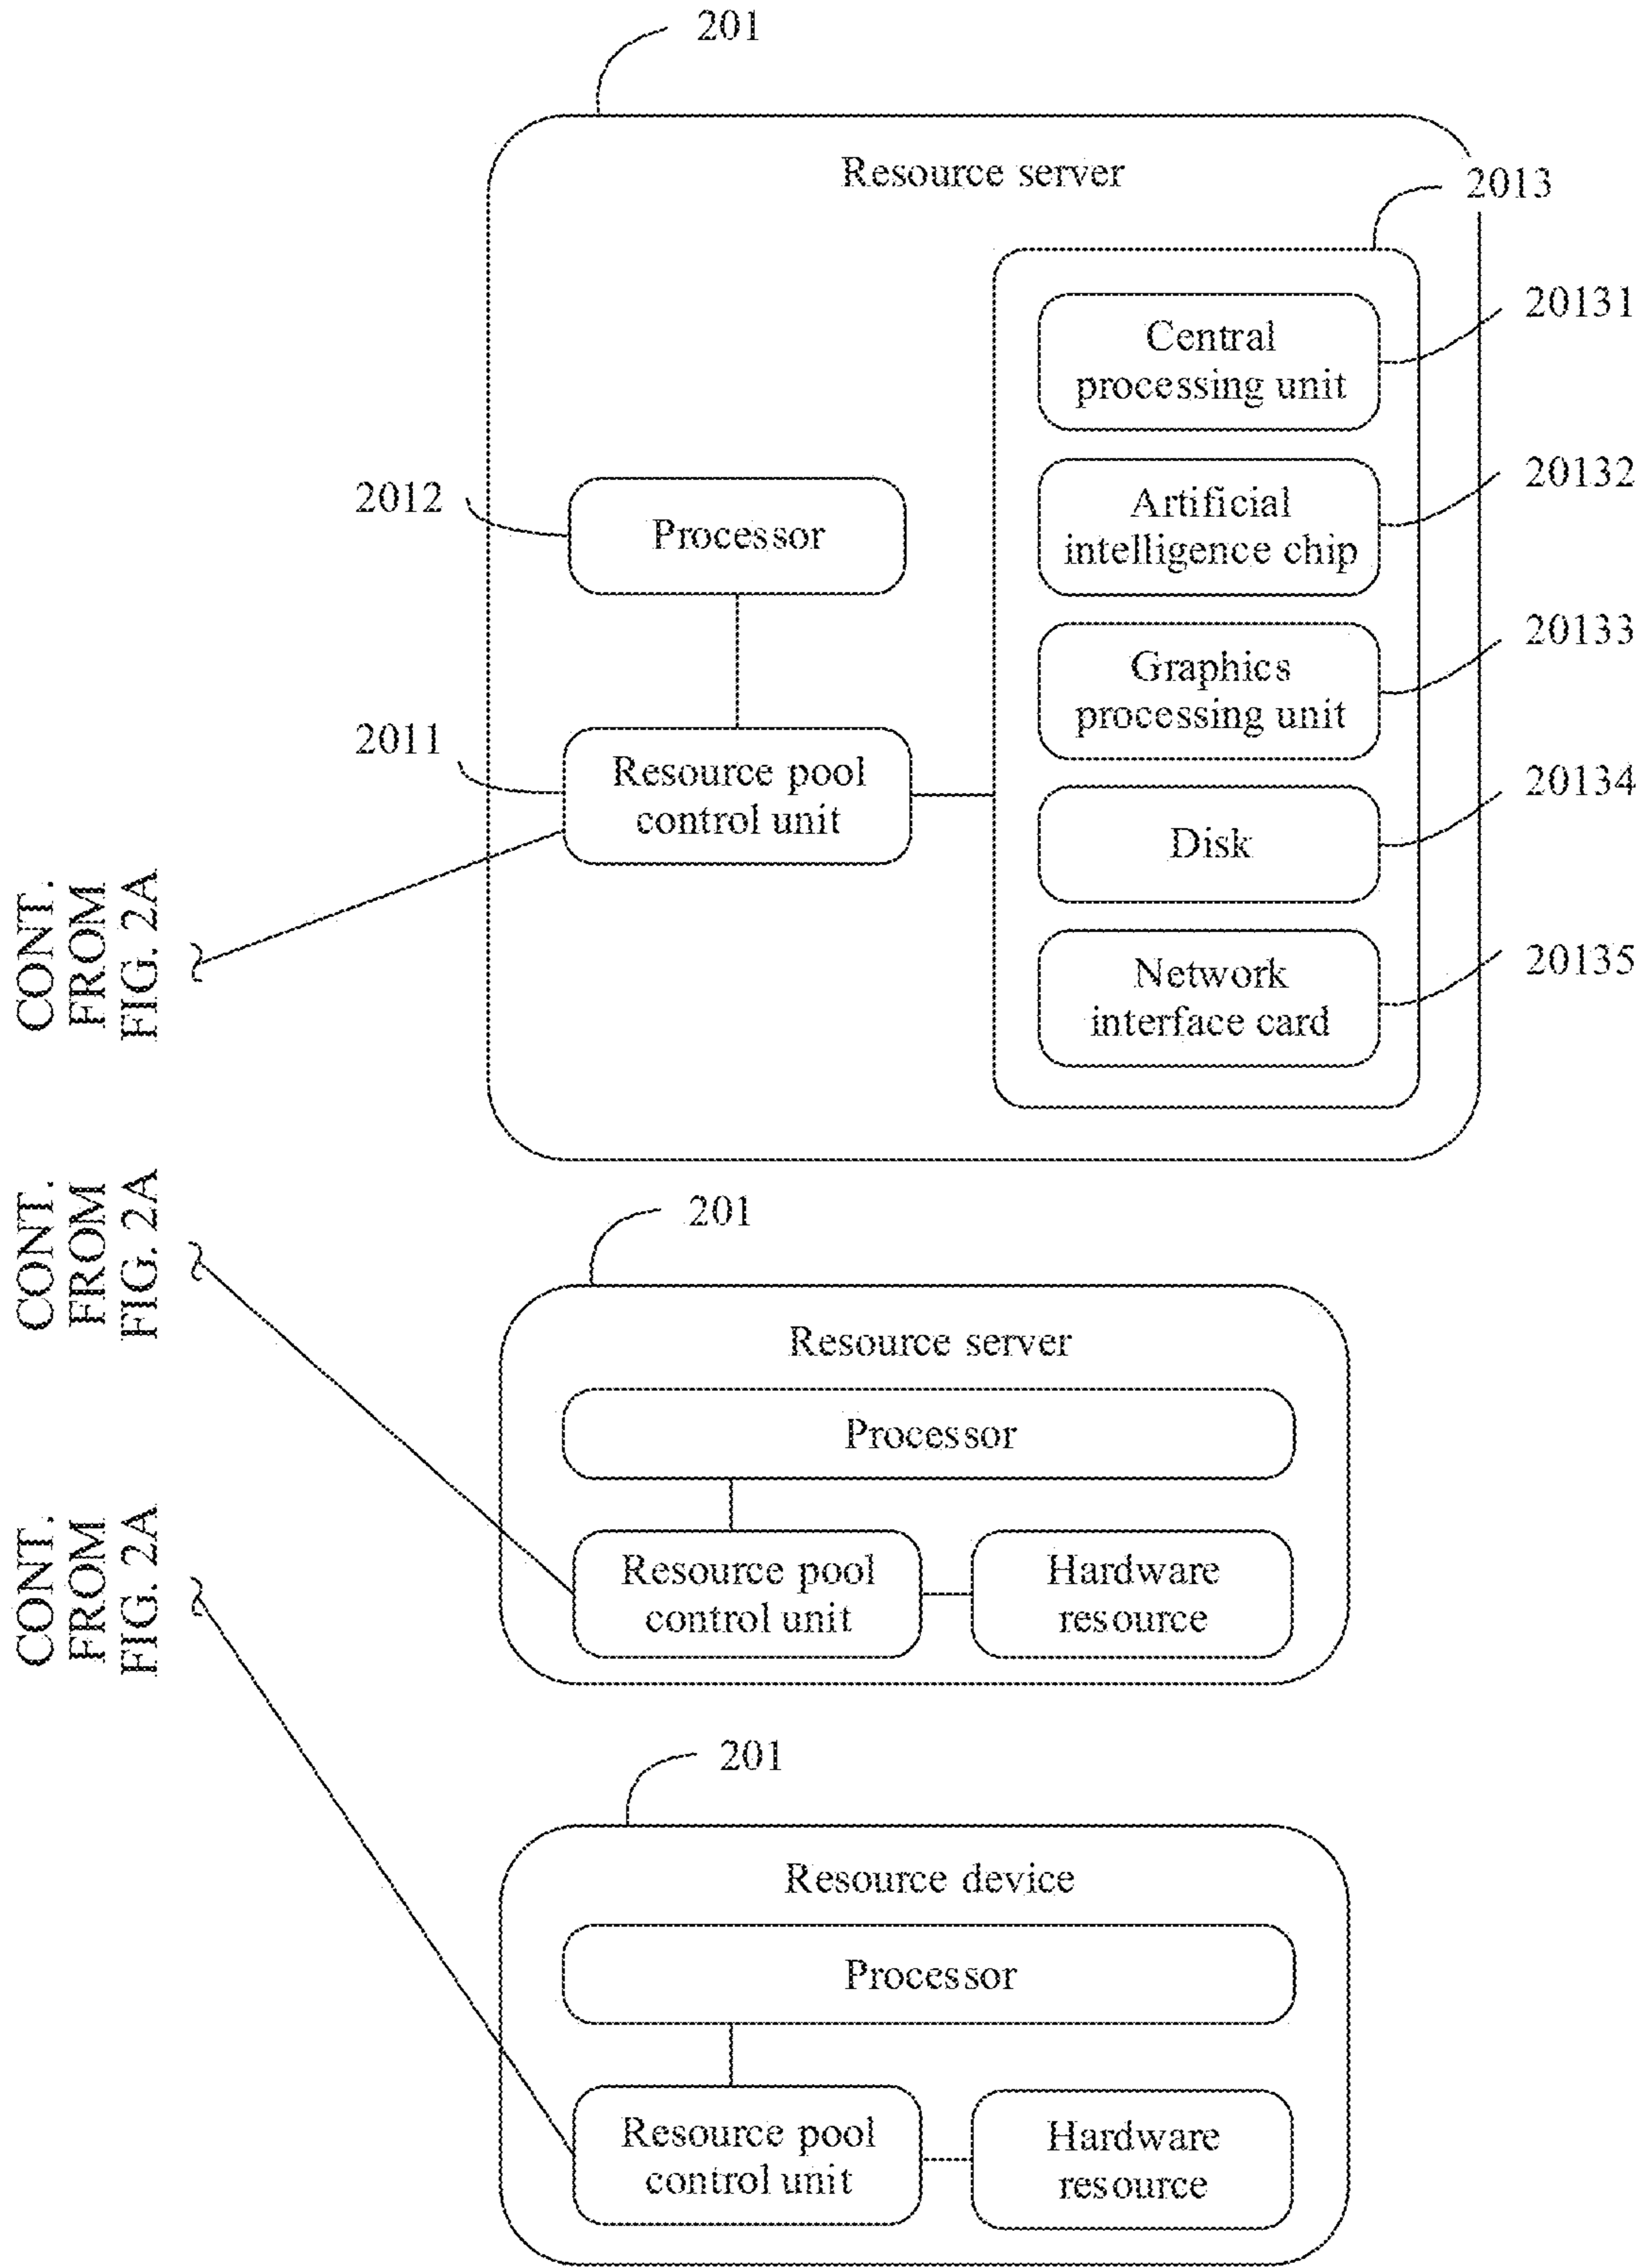 201
Resource server
2013
Central
processing unit
20131
Artificial
intelligence chip
20132
2012
Processor
Graphics
processing unit
20133
2011
Resource pool
control unit
Disk
20134
CONT.
FROM
FIG. 2A
Network
interface card
20135
CONT.
FROM
FIG. 2A
201
Resource server
Processor
Resource pool
control unit
Hardware
resource
CONT.
FROM
FIG. 2A
201
Resource device
Processor
Resource pool
control unit
Hardware
resource